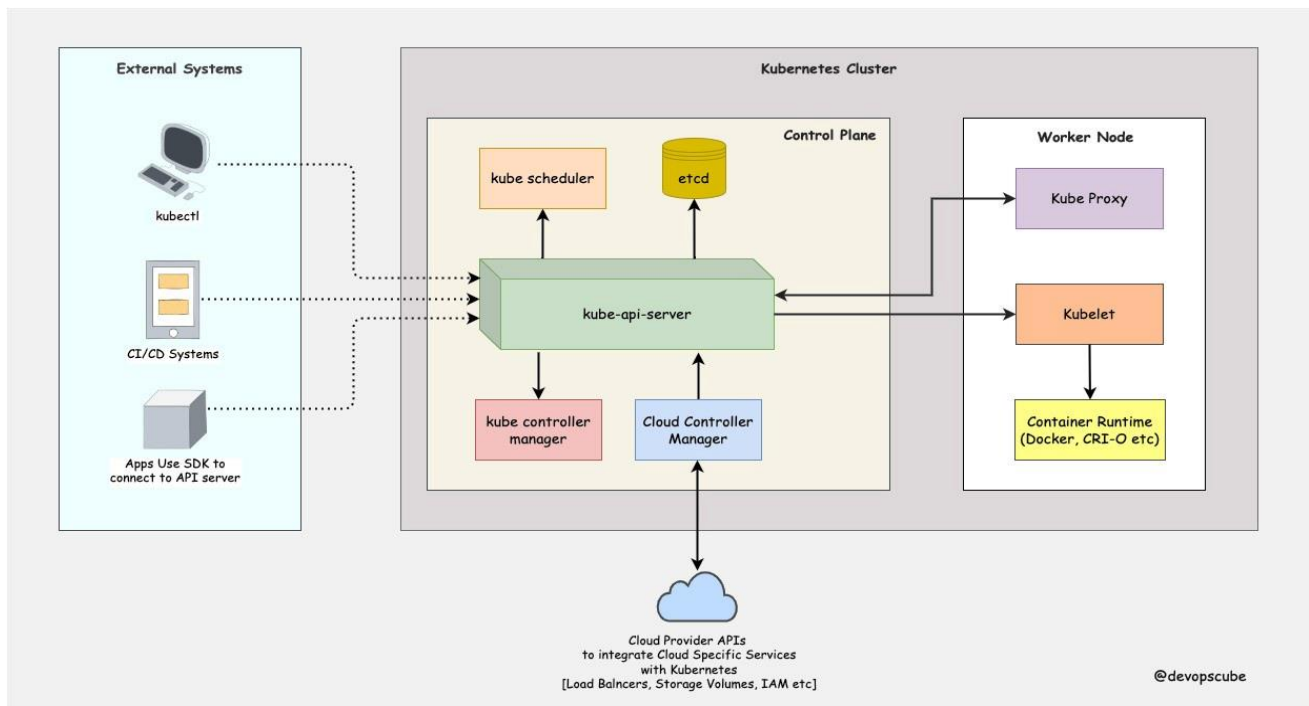 External Systems
kubectl
CI/CD Systems
Apps Use SDK to
connect to API server
Kubernetes Cluster
Control Plane
kube scheduler
etcd
kube-api-server
kube controller
manager
Cloud Controller
Manager
Worker Node
Kube Proxy
Kubelet
Container Runtime
(Docker, CRI-O etc)
Cloud Provider APIs
to integrate Cloud Specific Services
with Kubernetes
[Load Balncers, Storage Volumes, IAM etc]
@devopscube